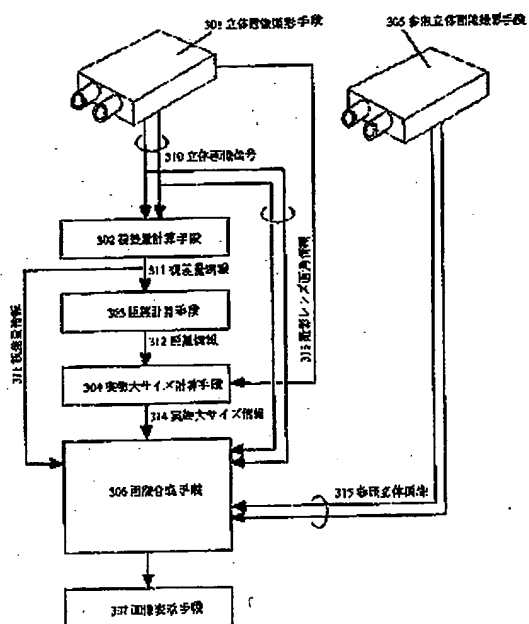 301 立体画像撮影手段
305 参照立体画像撮影手段
310 立体画像信号
302 視差量計算手段
311 視差量情報
311 視差量情報
303 距離計算手段
313 撮影レンズ画角情報
312 距離情報
304 実物大サイズ計算手段
314 実物大サイズ情報
306 画像合成手段
315 参照立体画像
307 画像表示手段